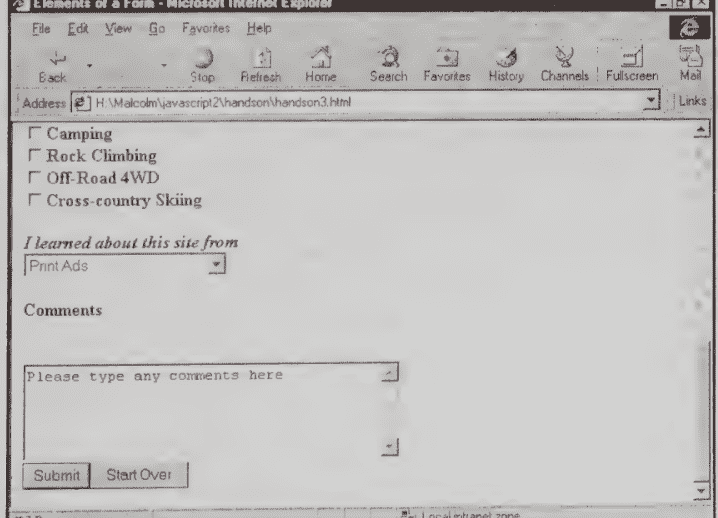 Elements of a Form - Microsoft Internet Explorer
File Edit View Go Favorites Help
Back Stop Refresh Home Search Favorites History Channels Fullscreen Mail
Address H:\Malcolm\javascript2\handson\handson3.html Links
Camping
Rock Climbing
Off-Road 4WD
Cross-country Skiing
I learned about this site from
Print Ads
Comments
Please type any comments here
Submit Start Over
Local intranet zone